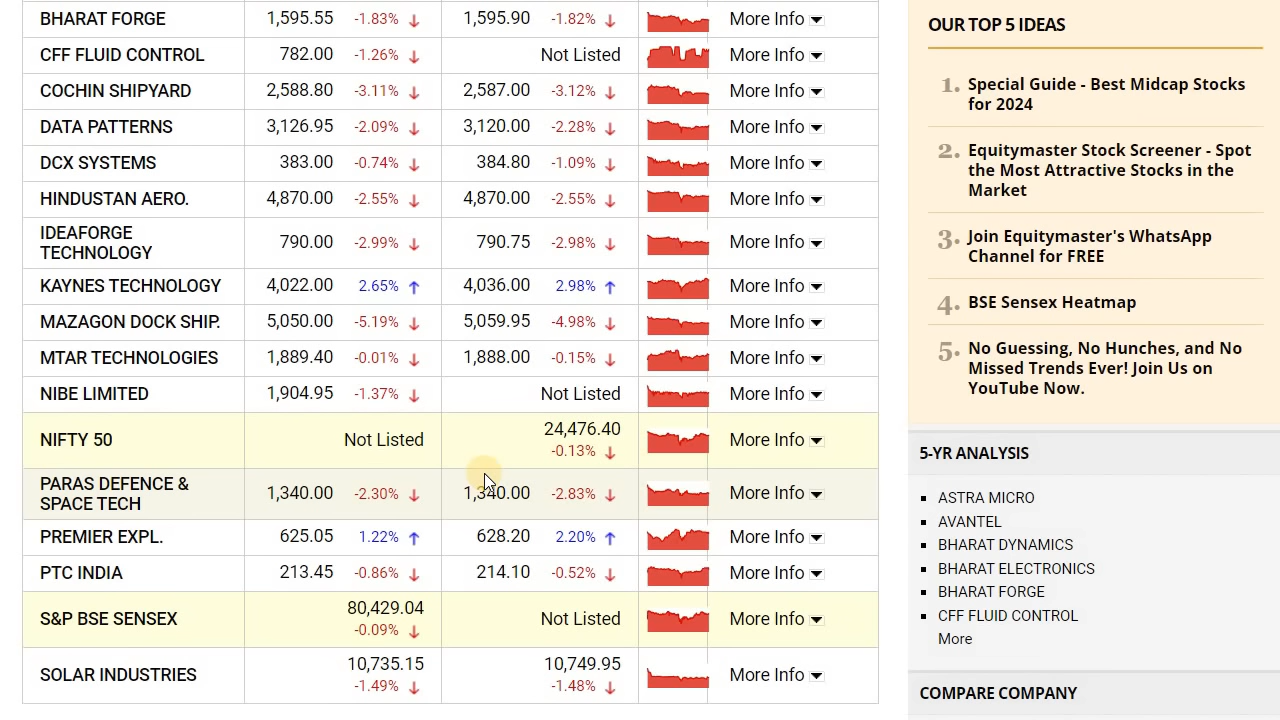 BHARAT FORGE 1,595.55 -1.83% ↓ 1,595.90 -1.82% ↓ More Info
CFF FLUID CONTROL 782.00 -1.26% ↓ Not Listed More Info
COCHIN SHIPYARD 2,588.80 -3.11% ↓ 2,587.00 -3.12% ↓ More Info
DATA PATTERNS 3,126.95 -2.09% ↓ 3,120.00 -2.28% ↓ More Info
DCX SYSTEMS 383.00 -0.74% ↓ 384.80 -1.09% ↓ More Info
HINDUSTAN AERO. 4,870.00 -2.55% ↓ 4,870.00 -2.55% ↓ More Info
IDEAFORGE
TECHNOLOGY 790.00 -2.99% ↓ 790.75 -2.98% ↓ More Info
KAYNES TECHNOLOGY 4,022.00 2.65% ↑ 4,036.00 2.98% ↑ More Info
MAZAGON DOCK SHIP. 5,050.00 -5.19% ↓ 5,059.95 -4.98% ↓ More Info
MTAR TECHNOLOGIES 1,889.40 -0.01% ↓ 1,888.00 -0.15% ↓ More Info
NIBE LIMITED 1,904.95 -1.37% ↓ Not Listed More Info
NIFTY 50 Not Listed 24,476.40 More Info
-0.13% ↓
PARAS DEFENCE &
SPACE TECH 1,340.00 -2.30% ↓ 1,340.00 -2.83% ↓ More Info
PREMIER EXPL. 625.05 1.22% ↑ 628.20 2.20% ↑ More Info
PTC INDIA 213.45 -0.86% ↓ 214.10 -0.52% ↓ More Info
S&P BSE SENSEX 80,429.04 Not Listed More Info
-0.09% ↓
SOLAR INDUSTRIES 10,735.15 10,749.95 More Info
-1.49% ↓ -1.48% ↓
OUR TOP 5 IDEAS
1. Special Guide - Best Midcap Stocks
for 2024
2. Equitymaster Stock Screener - Spot
the Most Attractive Stocks in the
Market
3. Join Equitymaster's WhatsApp
Channel for FREE
4. BSE Sensex Heatmap
5. No Guessing, No Hunches, and No
Missed Trends Ever! Join Us on
YouTube Now.
5-YR ANALYSIS
ASTRA MICRO
AVANTEL
BHARAT DYNAMICS
BHARAT ELECTRONICS
BHARAT FORGE
CFF FLUID CONTROL
More
COMPARE COMPANY